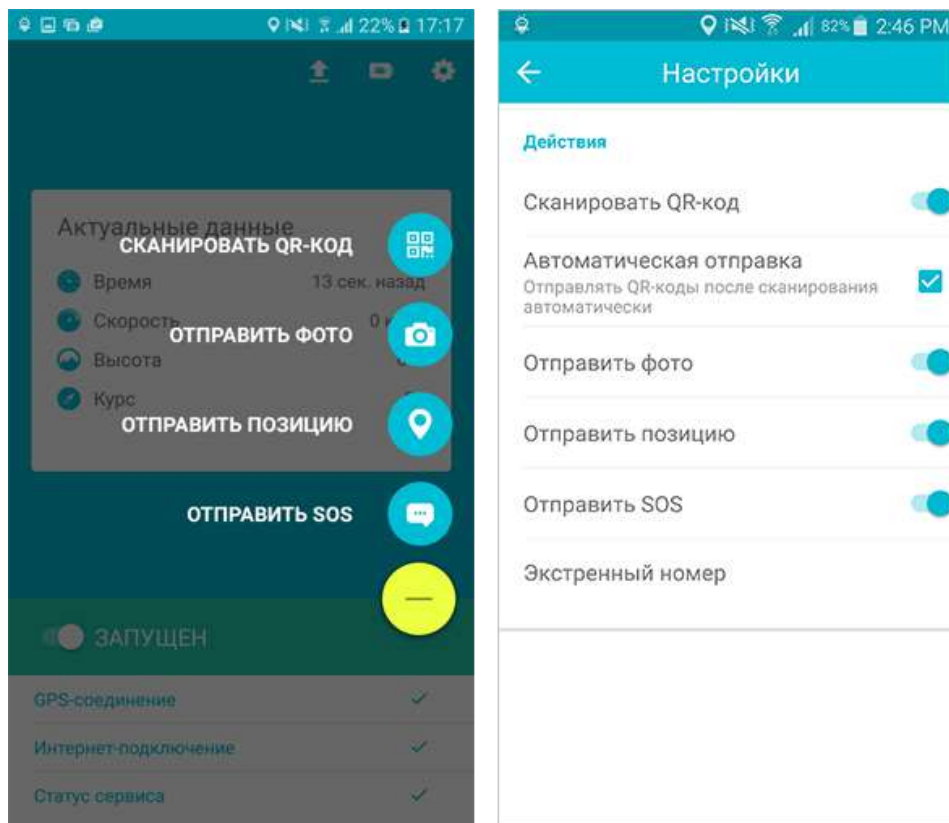 22% 17:17
Актуальные данные
СКАНИРОВАТЬ QR-КОД
Время 13 сек. назад
Скорость 0
ОТПРАВИТЬ ФОТО
Высота
Курс
ОТПРАВИТЬ ПОЗИЦИЮ
ОТПРАВИТЬ SOS
ЗАПУЩЕН
GPS-соединение
Интернет-подключение
Статус сервиса
82% 2:46 PM
Настройки
Действия
Сканировать QR-код
Автоматическая отправка
Отправлять QR-коды после сканирования
автоматически
Отправить фото
Отправить позицию
Отправить SOS
Экстренный номер